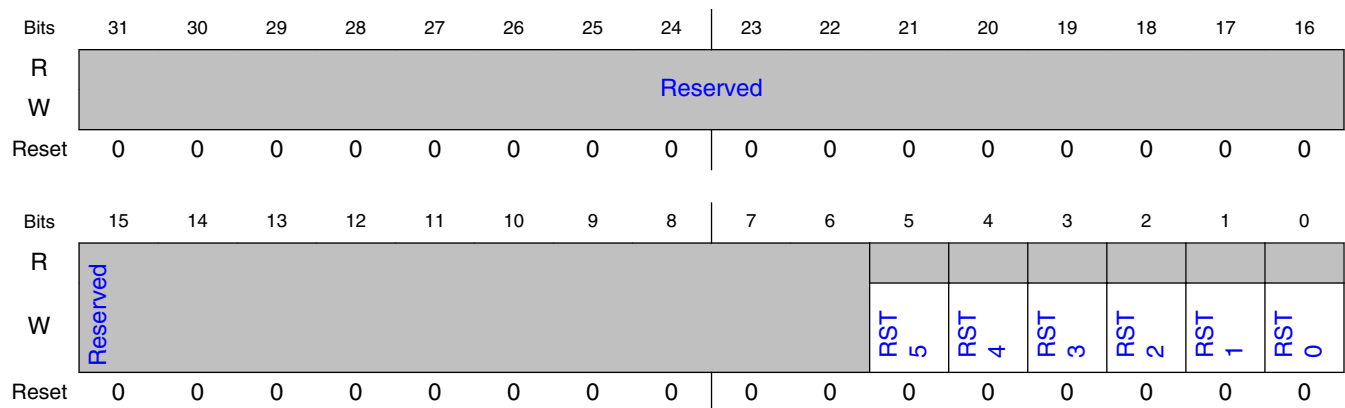 Bits 31 30 29 28 27 26 25 24 23 22 21 20 19 18 17 16
R
Reserved
W
Reset 0 0 0 0 0 0 0 0 0 0 0 0 0 0 0 0
Bits 15 14 13 12 11 10 9 8 7 6 5 4 3 2 1 0
R
Reserved
W
RST 5
RST 4
RST 3
RST 2
RST 1
RST 0
Reset 0 0 0 0 0 0 0 0 0 0 0 0 0 0 0 0